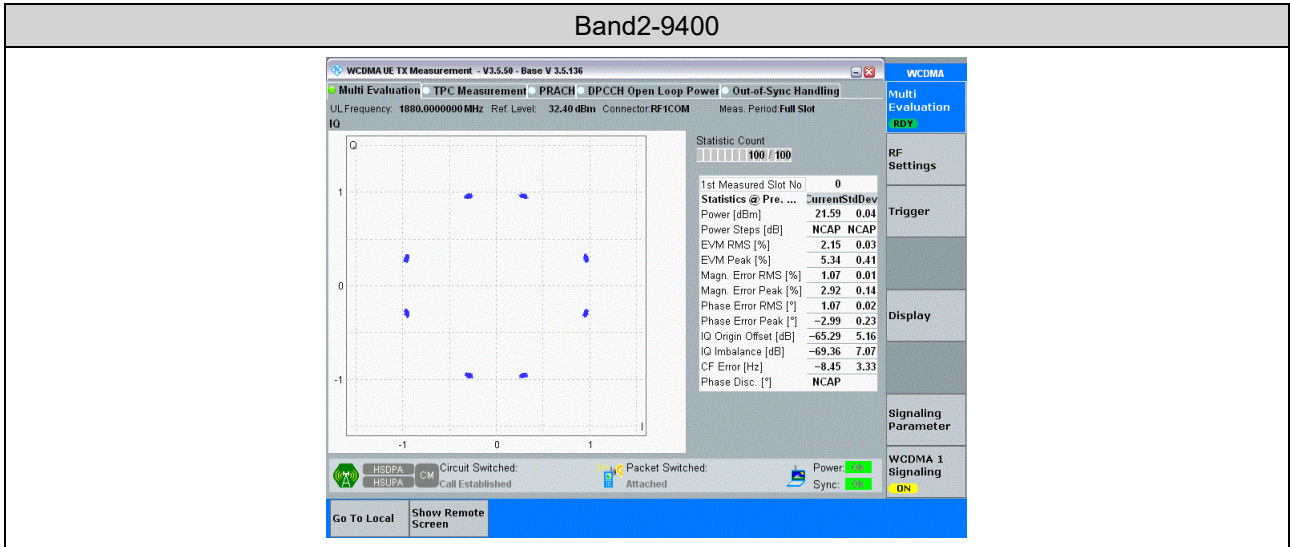 Band2-9400
WCDMA UE TX Measurement - V3.5.50 - Base V 3.5.136
WCDMA
Multi Evaluation TPC Measurement PRACH DPCCH Open Loop Power Out-of-Sync Handling
Multi
Evaluation
RDY
UL Frequency: 1880.0000000 MHz Ref. Level: 32.40 dBm Connector:RF1COM Meas. Period:Full Slot
IQ
Q
1
0
-1
I
-1 0 1
Statistic Count
100 / 100
1st Measured Slot No 0
Statistics @ Pre. ... Current StdDev
Power [dBm] 21.59 0.04
Power Steps [dB] NCAP NCAP
EVM RMS [%] 2.15 0.03
EVM Peak [%] 5.34 0.41
Magn. Error RMS [%] 1.07 0.01
Magn. Error Peak [%] 2.92 0.14
Phase Error RMS [°] 1.07 0.02
Phase Error Peak [°] −2.99 0.23
IQ Origin Offset [dB] −65.29 5.16
IQ Imbalance [dB] −69.36 7.07
CF Error [Hz] −8.45 3.33
Phase Disc. [°] NCAP
RF
Settings
Trigger
Display
Signaling
Parameter
WCDMA 1
Signaling
ON
HSDPA
HSUPA
CM
Circuit Switched:
Call Established
Packet Switched:
Attached
Power: OK
Sync: OK
Go To Local
Show Remote
Screen